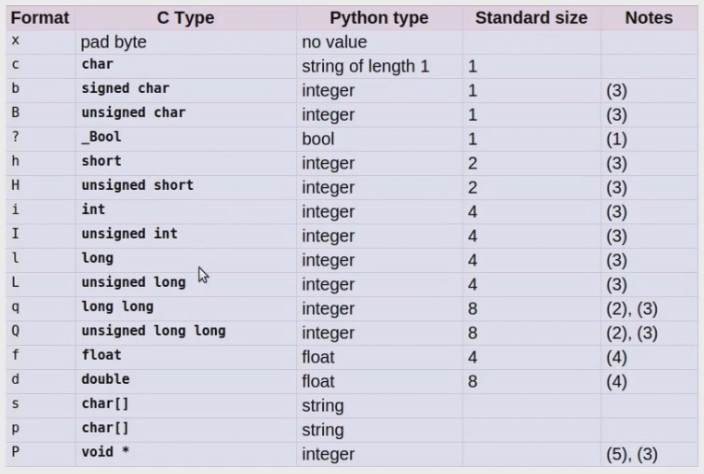 Format C Type Python type Standard size Notes
x pad byte no value
c char string of length 1 1
b signed char integer 1 (3)
B unsigned char integer 1 (3)
? _Bool bool 1 (1)
h short integer 2 (3)
H unsigned short integer 2 (3)
i int integer 4 (3)
I unsigned int integer 4 (3)
l long integer 4 (3)
L unsigned long integer 4 (3)
q long long integer 8 (2), (3)
Q unsigned long long integer 8 (2), (3)
f float float 4 (4)
d double float 8 (4)
s char[] string
p char[] string
P void * integer (5), (3)